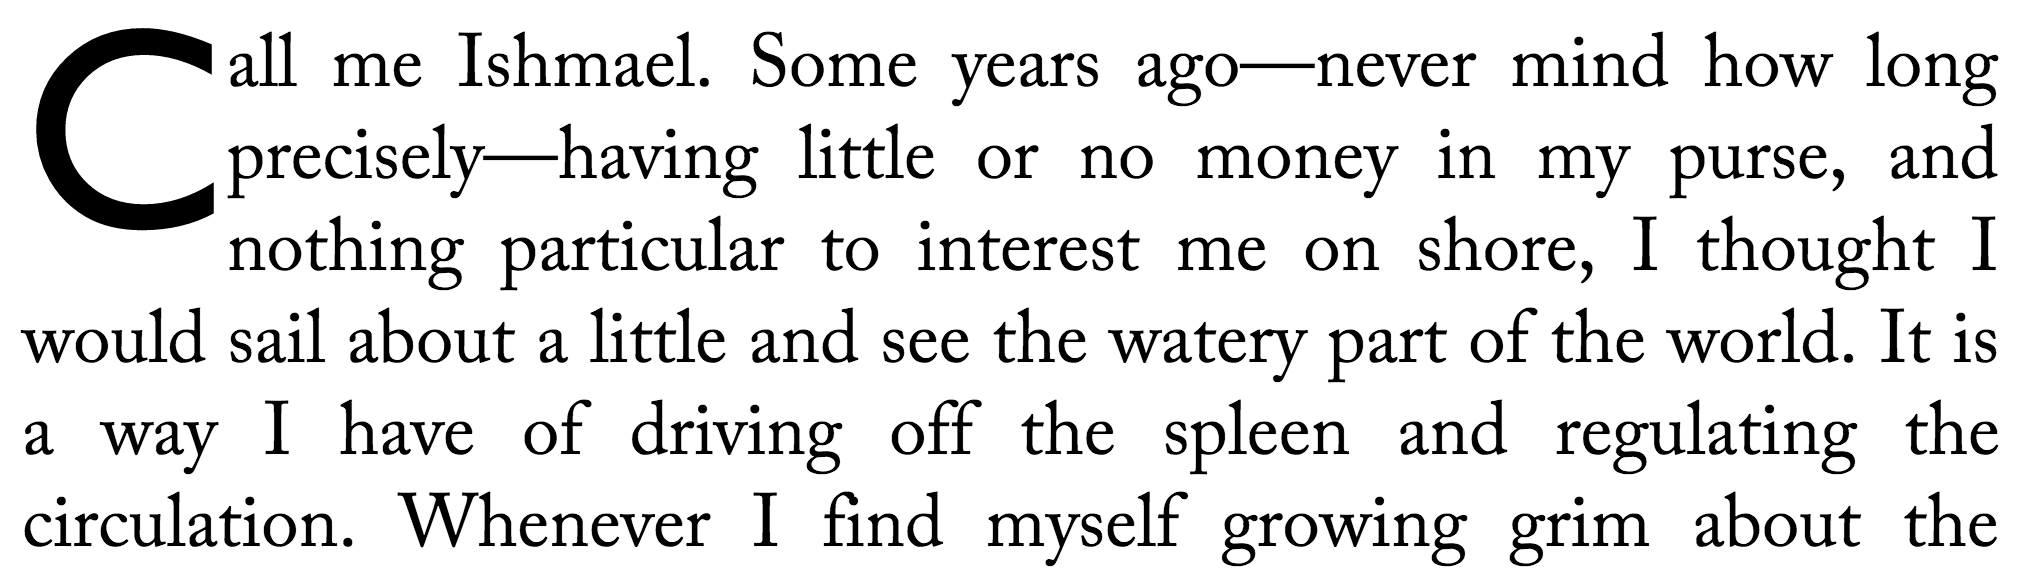 Call me Ishmael. Some years ago—never mind how long
precisely—having little or no money in my purse, and
nothing particular to interest me on shore, I thought I
would sail about a little and see the watery part of the world. It is
a way I have of driving off the spleen and regulating the
circulation. Whenever I find myself growing grim about the